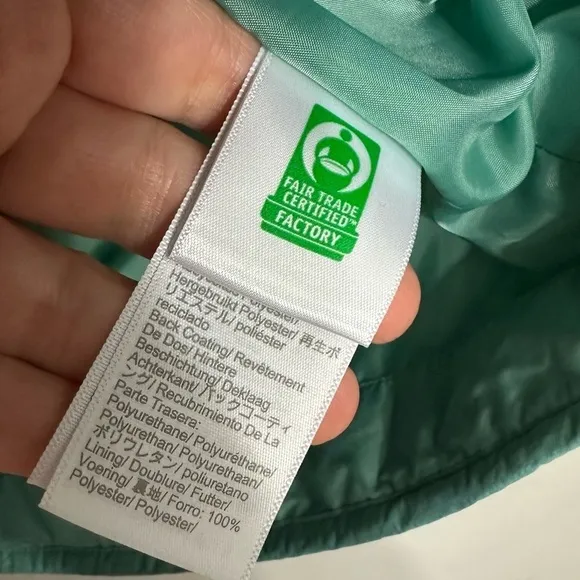 FAIR TRADE
CERTIFIED™
FACTORY
Hergebruikt Polyester/ 再生ポ
リエステル/ poliéster
reciclado
Back Coating/ Revêtement
De Dos/ Hintere
Beschichtung/ Deklaag
Achterkant/ バックコーティ
ング/ Recubrimiento De La
Parte Trasera:
Polyurethane/ Polyuréthane/
Polyurethan/ Polyurethaan/
ポリウレタン/ poliuretano
Lining/ Doublure/ Futter/
Voering/ 裏地/ Forro: 100%
Polyester/ Polyester/